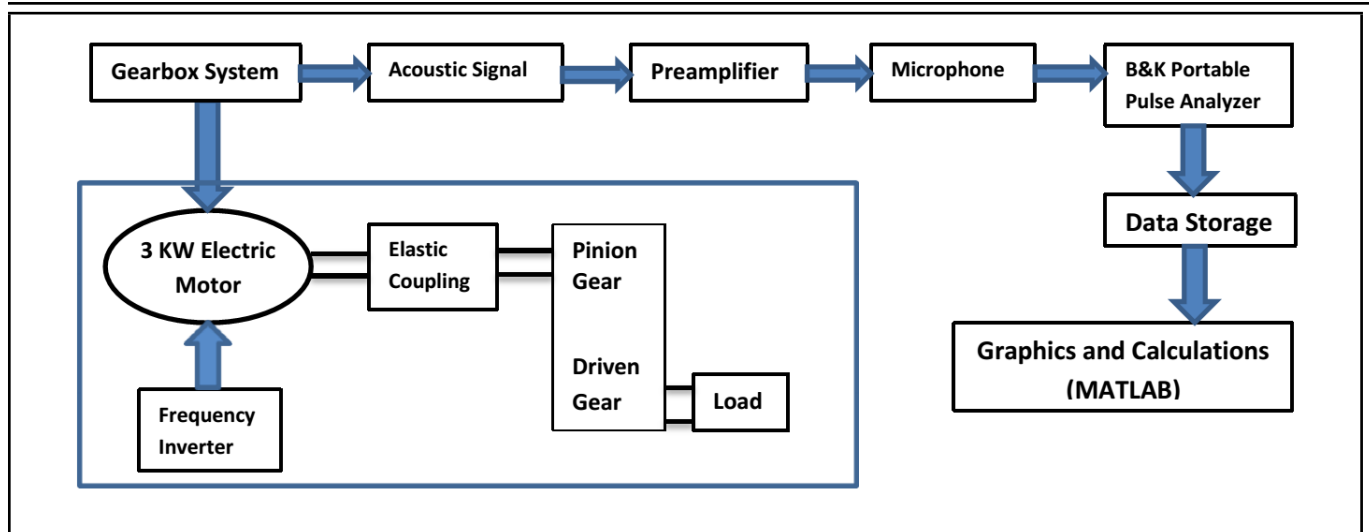 Gearbox System
Acoustic Signal
Preamplifier
Microphone
B&K Portable
Pulse Analyzer
3 KW Electric
Motor
Elastic
Coupling
Pinion
Gear
Data Storage
Driven
Gear
Load
Graphics and Calculations
(MATLAB)
Frequency
Inverter